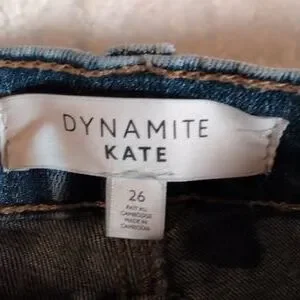 DYNAMITE
KATE
26
FAIT AU
CAMBODGE
MADE IN
CAMBODIA